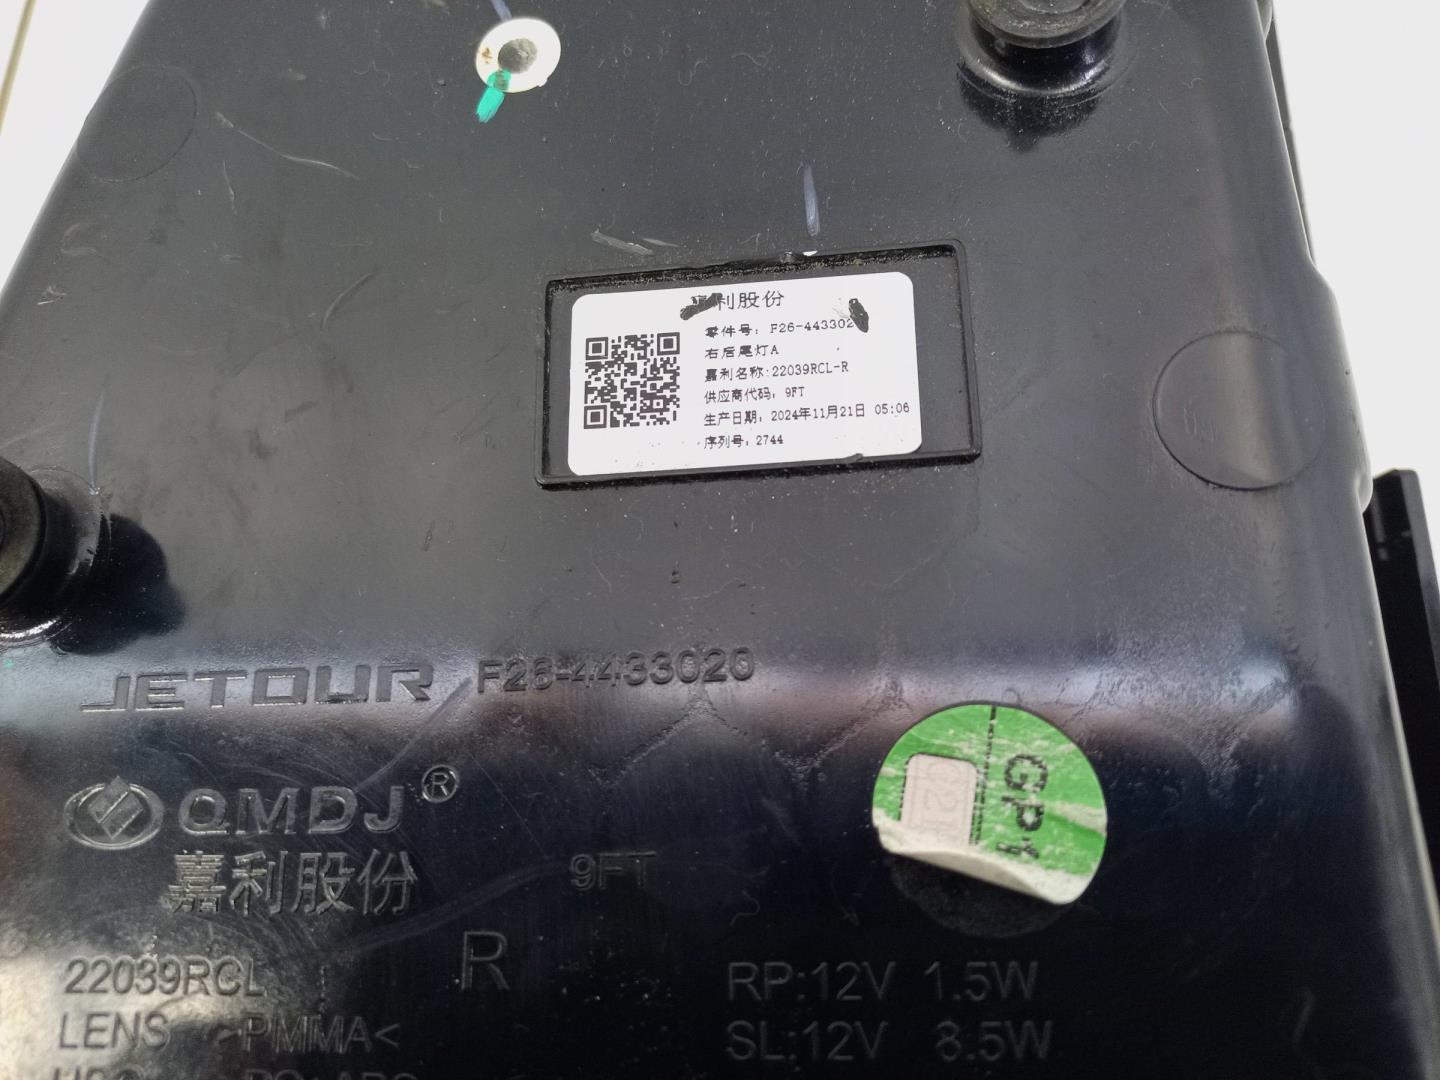 利股份
零件号: F26-443302
右后尾灯A
嘉利名称:22039RCL-R
供应商代码: 9FT
生产日期: 2024年11月21日 05:06
序列号: 2744
JETOUR F26-4433020
QMDJ®
嘉利股份 9FT
GP
22039RCL R
RP:12V 1.5W
LENS >PMMA<
SL:12V 8.5W